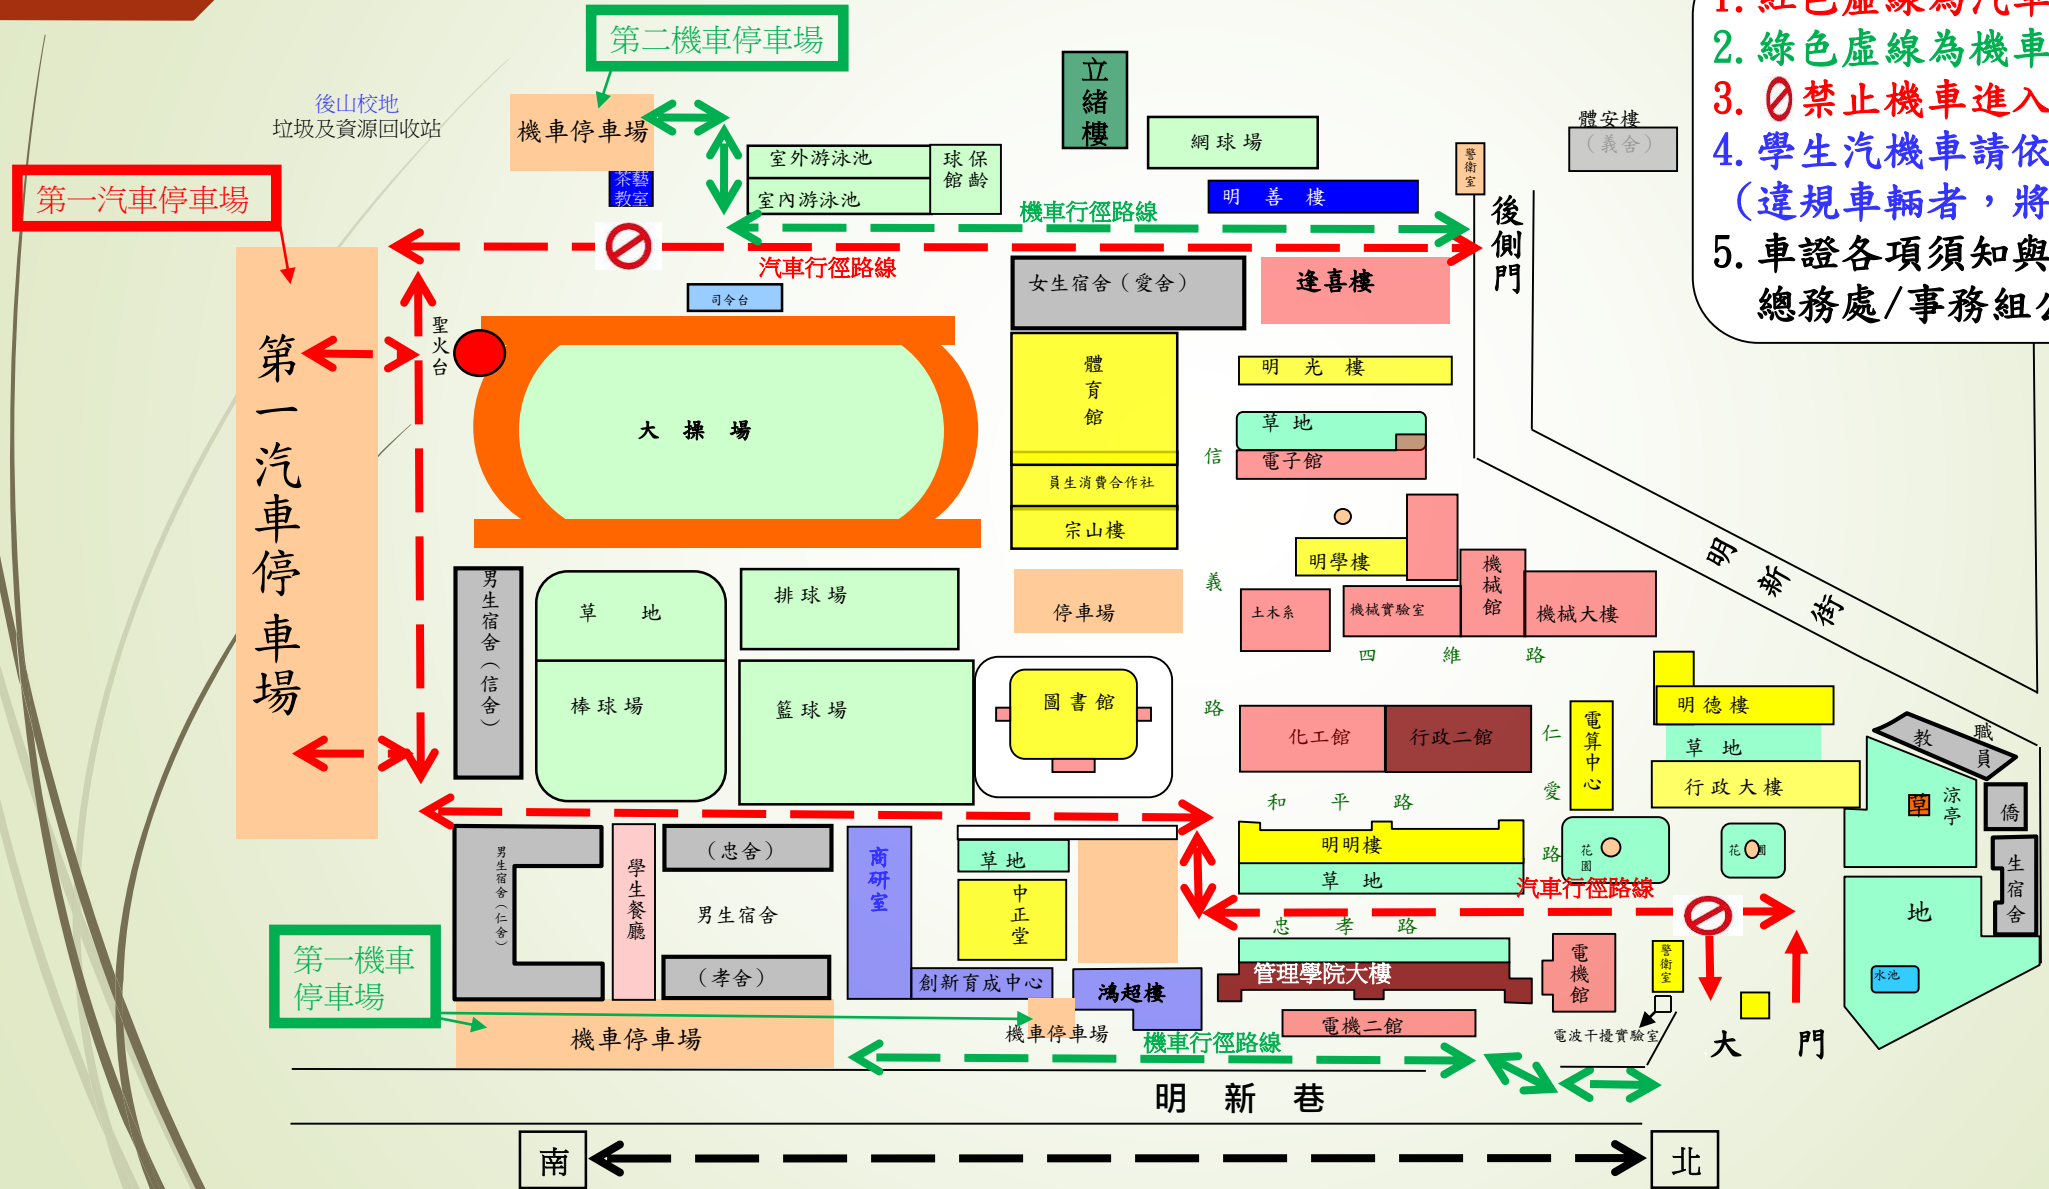 第二機車停車場
後山校地
垃圾及資源回收站
第一汽車停車場
機車停車場
茶藝
教室
室外游泳池
室內游泳池
球保
館齡
立緒樓
網球場
明善樓
警衛室
體安樓
（義舍）
1.紅色虛線為汽車
2.綠色虛線為機車
3.禁止機車進入
4.學生汽機車請依
（違規車輛者，將
5.車證各項須知與
總務處/事務組公
後側門
機車行徑路線
汽車行徑路線
司令台
聖火台
第一汽車停車場
大操場
女生宿舍（愛舍）
逢喜樓
體育館
明光樓
草地
電子館
員生消費合作社
宗山樓
信義路
明學樓
機械館
機械實驗室
機械大樓
土木系
四維路
明新街
男生宿舍（信舍）
草地
棒球場
排球場
籃球場
停車場
圖書館
化工館
行政二館
仁愛路
電算中心
明德樓
草地
行政大樓
教職員
涼亭
草
僑
生宿舍
地
水池
和平路
明明樓
草地
花園
花園
汽車行徑路線
忠孝路
男生宿舍（仁舍）
學生餐廳
（忠舍）
男生宿舍
（孝舍）
商研室
草地
中正堂
創新育成中心
鴻超樓
管理學院大樓
電機館
電機二館
警衛室
電波干擾實驗室
大門
第一機車
停車場
機車停車場
機車停車場
機車行徑路線
明新巷
南
北